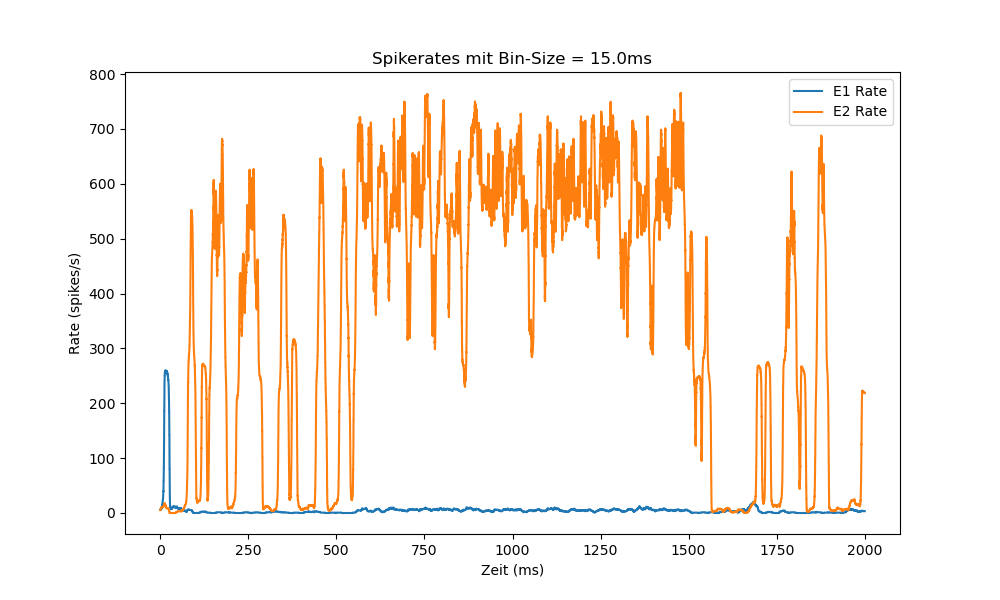 Spikerates mit Bin-Size = 15.0ms
E1 Rate
E2 Rate
800
700
600
500
400
300
200
100
0
Rate (spikes/s)
0 250 500 750 1000 1250 1500 1750 2000
Zeit (ms)